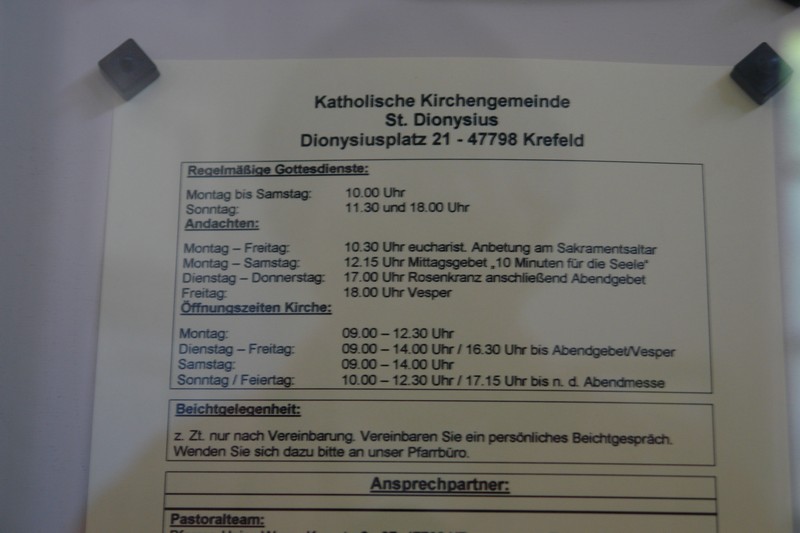 Katholische Kirchengemeinde
St. Dionysius
Dionysiusplatz 21 - 47798 Krefeld
Regelmäßige Gottesdienste:
Montag bis Samstag: 10.00 Uhr
Sonntag: 11.30 und 18.00 Uhr
Andachten:
Montag – Freitag: 10.30 Uhr eucharist. Anbetung am Sakramentsaltar
Montag – Samstag: 12.15 Uhr Mittagsgebet „10 Minuten für die Seele"
Dienstag – Donnerstag: 17.00 Uhr Rosenkranz anschließend Abendgebet
Freitag: 18.00 Uhr Vesper
Öffnungszeiten Kirche:
Montag: 09.00 – 12.30 Uhr
Dienstag – Freitag: 09.00 – 14.00 Uhr / 16.30 Uhr bis Abendgebet/Vesper
Samstag: 09.00 – 14.00 Uhr
Sonntag / Feiertag: 10.00 – 12.30 Uhr / 17.15 Uhr bis n. d. Abendmesse
Beichtgelegenheit:
z. Zt. nur nach Vereinbarung. Vereinbaren Sie ein persönliches Beichtgespräch.
Wenden Sie sich dazu bitte an unser Pfarrbüro.
Ansprechpartner:
Pastoralteam: